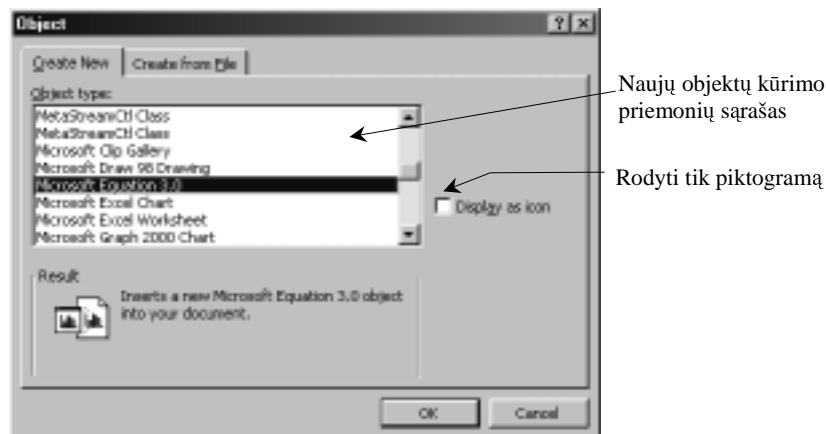 Object
Create New
Create from File
Object type:
MetaStreamCtl Class
MetaStreamCtl Class
Microsoft Clip Gallery
Microsoft Draw 98 Drawing
Microsoft Equation 3.0
Microsoft Excel Chart
Microsoft Excel Worksheet
Microsoft Graph 2000 Chart
Display as icon
Result
Inserts a new Microsoft Equation 3.0 object
into your document.
OK
Cancel
Naujų objektų kūrimo
priemonių sąrašas
Rodyti tik piktogramą